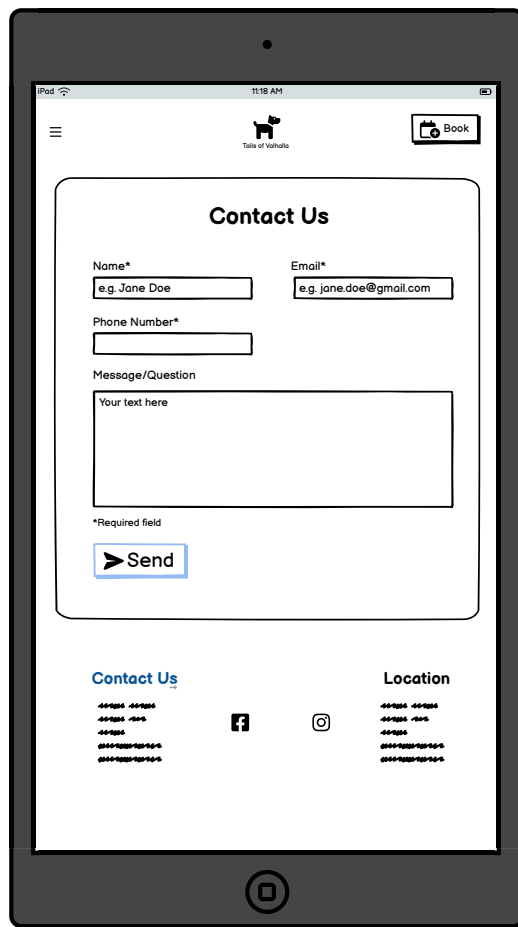 iPad
11:18 AM
Tails of Valhalla
Book
Contact Us
Name*
Email*
e.g. Jane Doe
e.g. jane.doe@gmail.com
Phone Number*
Message/Question
Your text here
*Required field
Send
Contact Us
Location